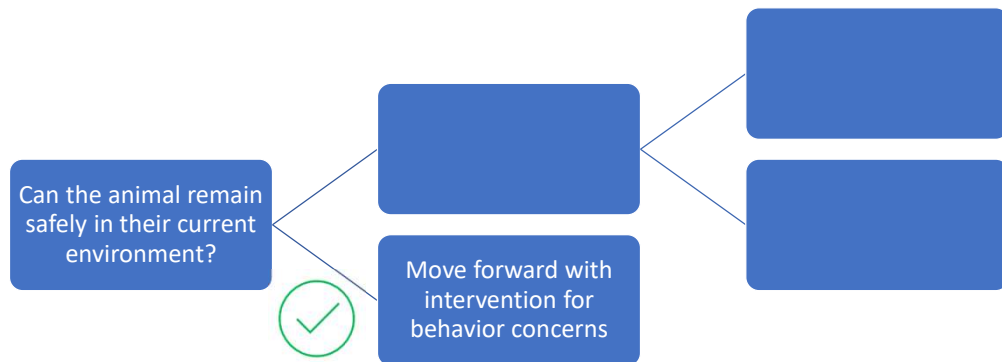 Can the animal remain
safely in their current
environment?
Move forward with
intervention for
behavior concerns